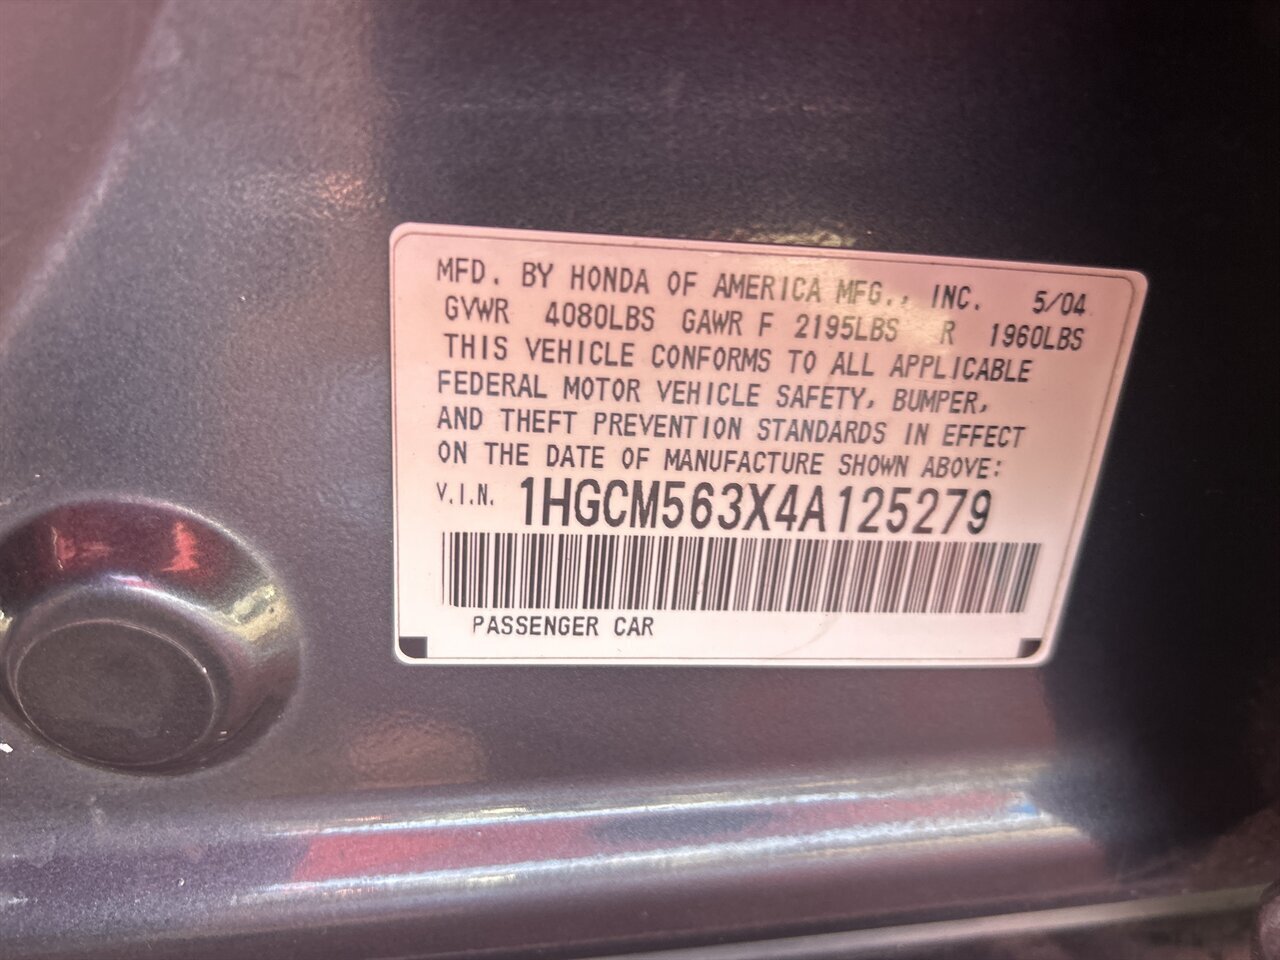 MFD. BY HONDA OF AMERICA MFG., INC. 5/04
GVWR 4080LBS GAWR F 2195LBS R 1960LBS
THIS VEHICLE CONFORMS TO ALL APPLICABLE
FEDERAL MOTOR VEHICLE SAFETY, BUMPER,
AND THEFT PREVENTION STANDARDS IN EFFECT
ON THE DATE OF MANUFACTURE SHOWN ABOVE:
V.I.N. 1HGCM563X4A125279
PASSENGER CAR